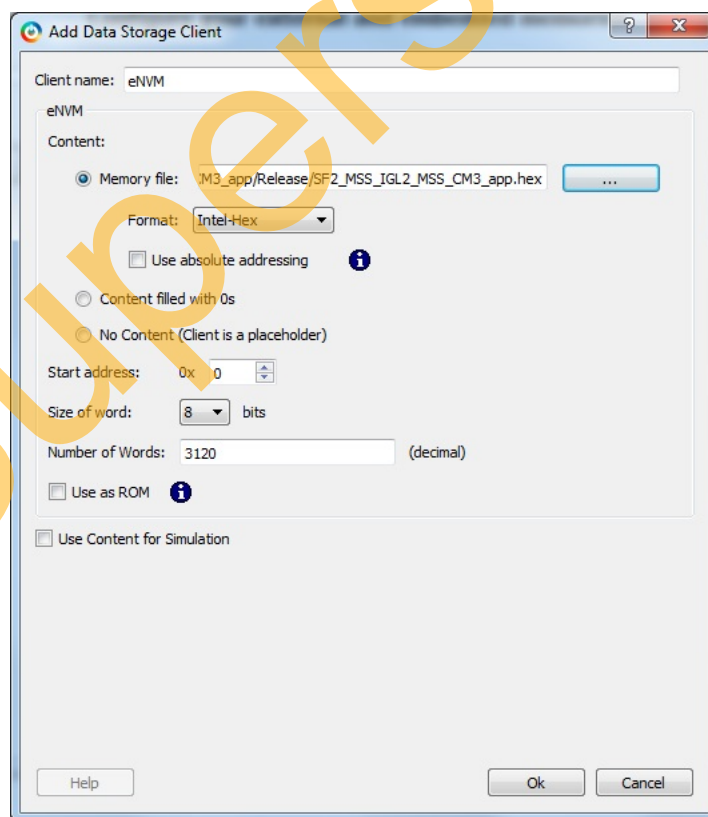 Add Data Storage Client
Client name: eNVM
eNVM
Content:
Memory file: CM3_app/Release/SF2_MSS_IGL2_MSS_CM3_app.hex ...
Format: Intel-Hex
Use absolute addressing
Content filled with 0s
No Content (Client is a placeholder)
Start address: 0x 0
Size of word: 8 bits
Number of Words: 3120 (decimal)
Use as ROM
Use Content for Simulation
Help Ok Cancel